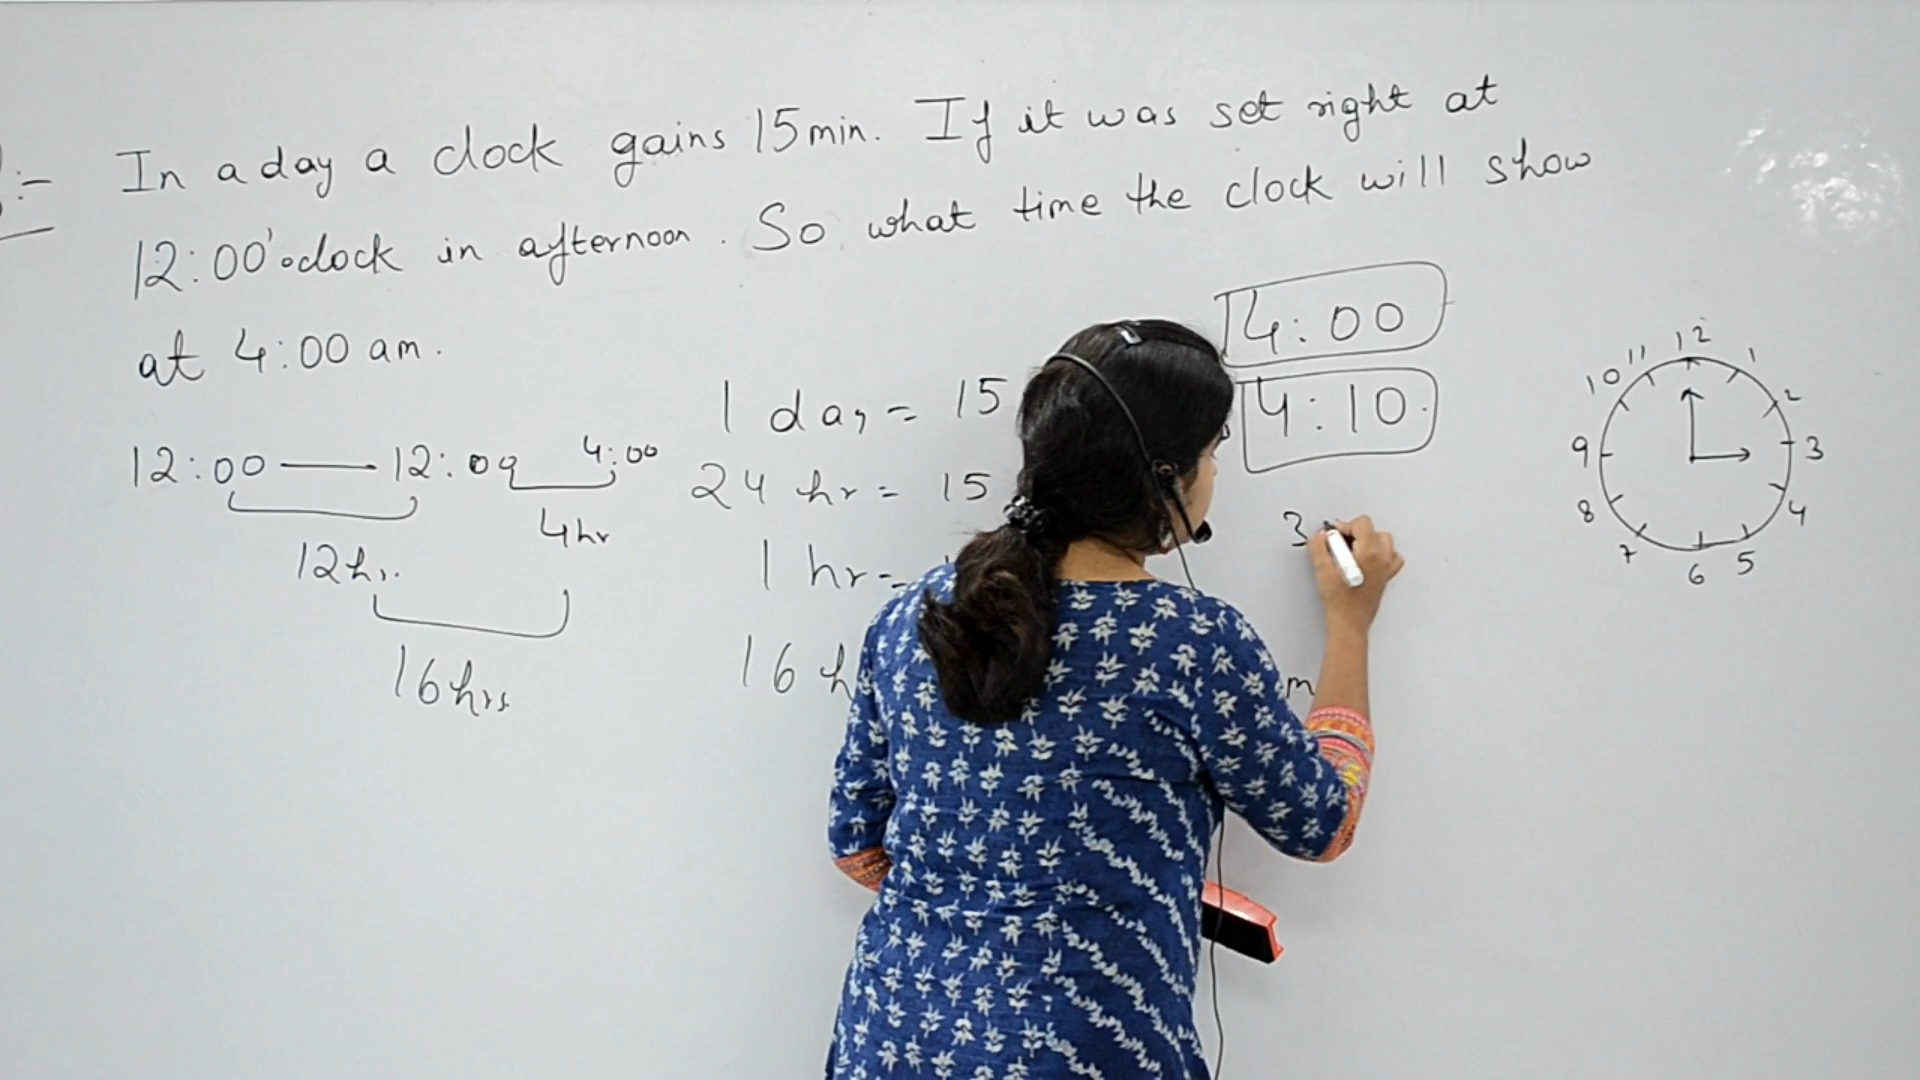 :-
In a day a clock gains 15 min. If it was set right at
12:00 'oclock in afternoon. So what time the clock will show
at 4:00 am.
4:00
4:10.
12:00 — 12:00 4:00
12hr. 4hr
16hrs
1 day = 15
24 hr = 15
1 hr =
16 h
m
3
12
1
2
3
4
5
6
7
8
9
10
11